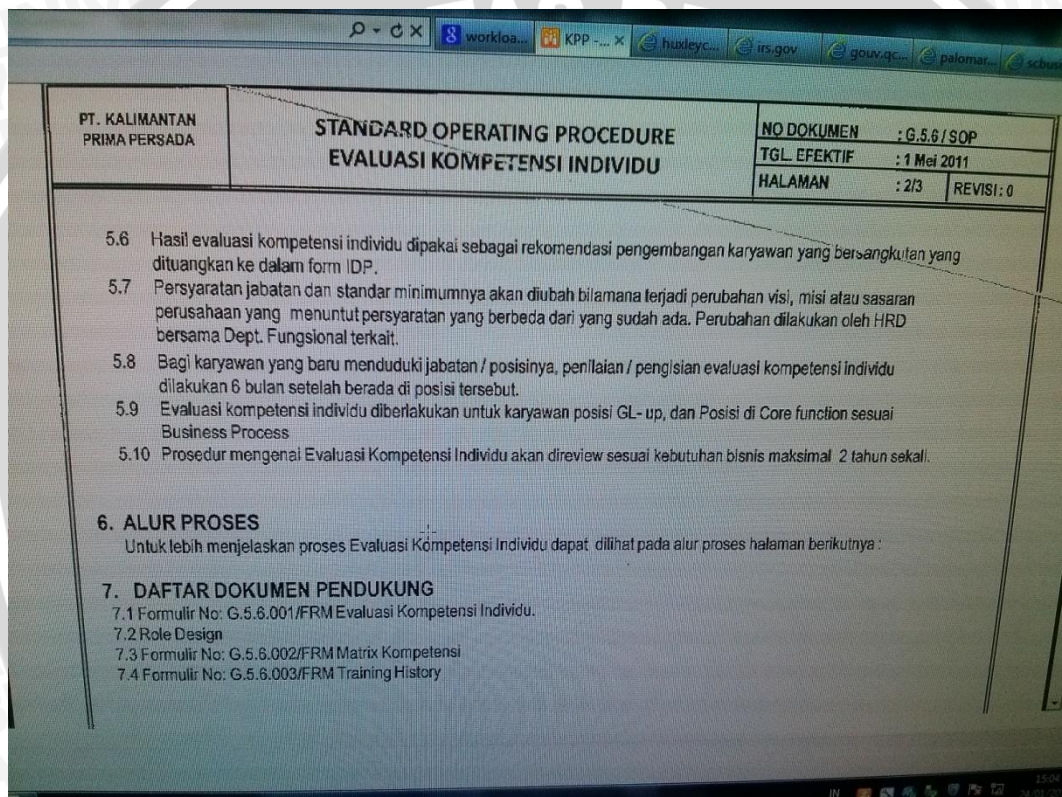 workloa...
KPP -...
huxleyc...
irs.gov
gouv.qc...
palomar...
scbusi
PT. KALIMANTAN
PRIMA PERSADA
STANDARD OPERATING PROCEDURE
EVALUASI KOMPETENSI INDIVIDU
NO DOKUMEN : G.5.6 / SOP
TGL. EFEKTIF : 1 Mei 2011
HALAMAN : 2/3 REVISI : 0
5.6 Hasil evaluasi kompetensi individu dipakai sebagai rekomendasi pengembangan karyawan yang bersangkutan yang
dituangkan ke dalam form IDP.
5.7 Persyaratan jabatan dan standar minimumnya akan diubah bilamana terjadi perubahan visi, misi atau sasaran
perusahaan yang menuntut persyaratan yang berbeda dari yang sudah ada. Perubahan dilakukan oleh HRD
bersama Dept. Fungsional terkait.
5.8 Bagi karyawan yang baru menduduki jabatan / posisinya, penilaian / pengisian evaluasi kompetensi individu
dilakukan 6 bulan setelah berada di posisi tersebut.
5.9 Evaluasi kompetensi individu diberlakukan untuk karyawan posisi GL- up, dan Posisi di Core function sesuai
Business Process
5.10 Prosedur mengenai Evaluasi Kompetensi Individu akan direview sesuai kebutuhan bisnis maksimal 2 tahun sekali.
6. ALUR PROSES
Untuk lebih menjelaskan proses Evaluasi Kompetensi Individu dapat dilihat pada alur proses halaman berikutnya :
7. DAFTAR DOKUMEN PENDUKUNG
7.1 Formulir No: G.5.6.001/FRM Evaluasi Kompetensi Individu.
7.2 Role Design
7.3 Formulir No: G.5.6.002/FRM Matrix Kompetensi
7.4 Formulir No: G.5.6.003/FRM Training History
IN
15:04